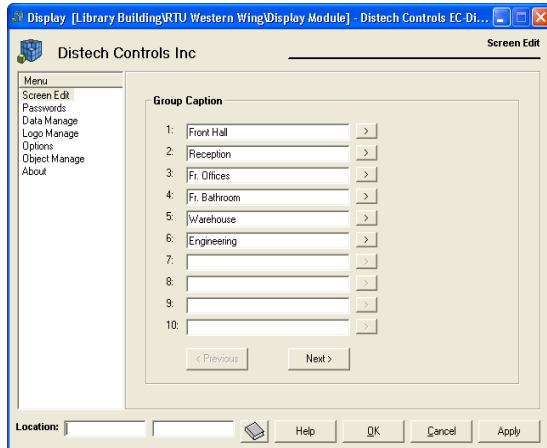 Display [Library Building\RTU Western Wing\Display Module] - Distech Controls EC-Di...
Distech Controls Inc
Screen Edit
Menu
Screen Edit
Passwords
Data Manage
Logo Manage
Options
Object Manage
About
Group Caption
1: Front Hall >
2: Reception >
3: Fr. Offices >
4: Fr. Bathroom >
5: Warehouse >
6: Engineering >
7: >
8: >
9: >
10: >
< Previous Next >
Location: Help OK Cancel Apply